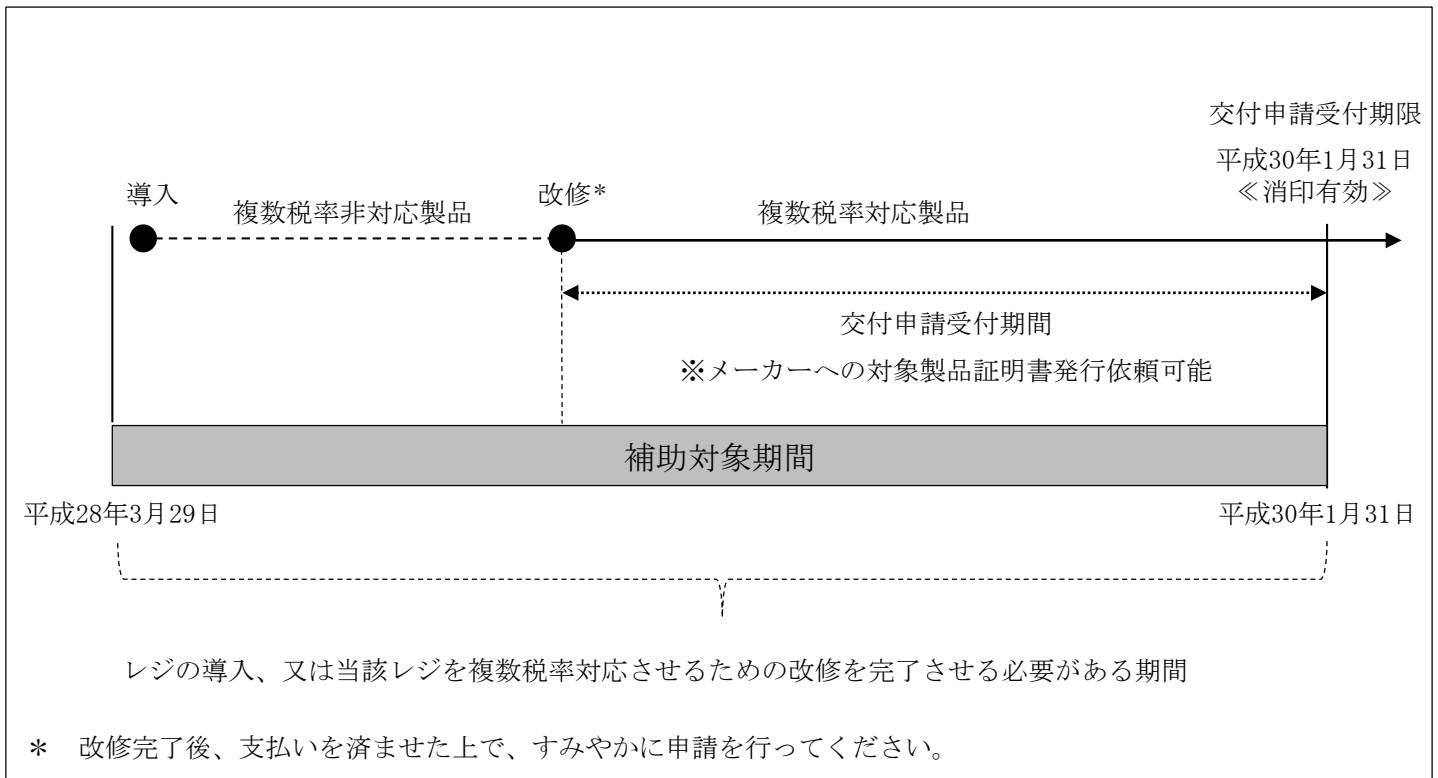 交付申請受付期限
平成30年1月31日
≪消印有効≫
導入
複数税率非対応製品
改修*
複数税率対応製品
交付申請受付期間
※メーカーへの対象製品証明書発行依頼可能
補助対象期間
平成28年3月29日
平成30年1月31日
レジの導入、又は当該レジを複数税率対応させるための改修を完了させる必要がある期間
＊　改修完了後、支払いを済ませた上で、すみやかに申請を行ってください。